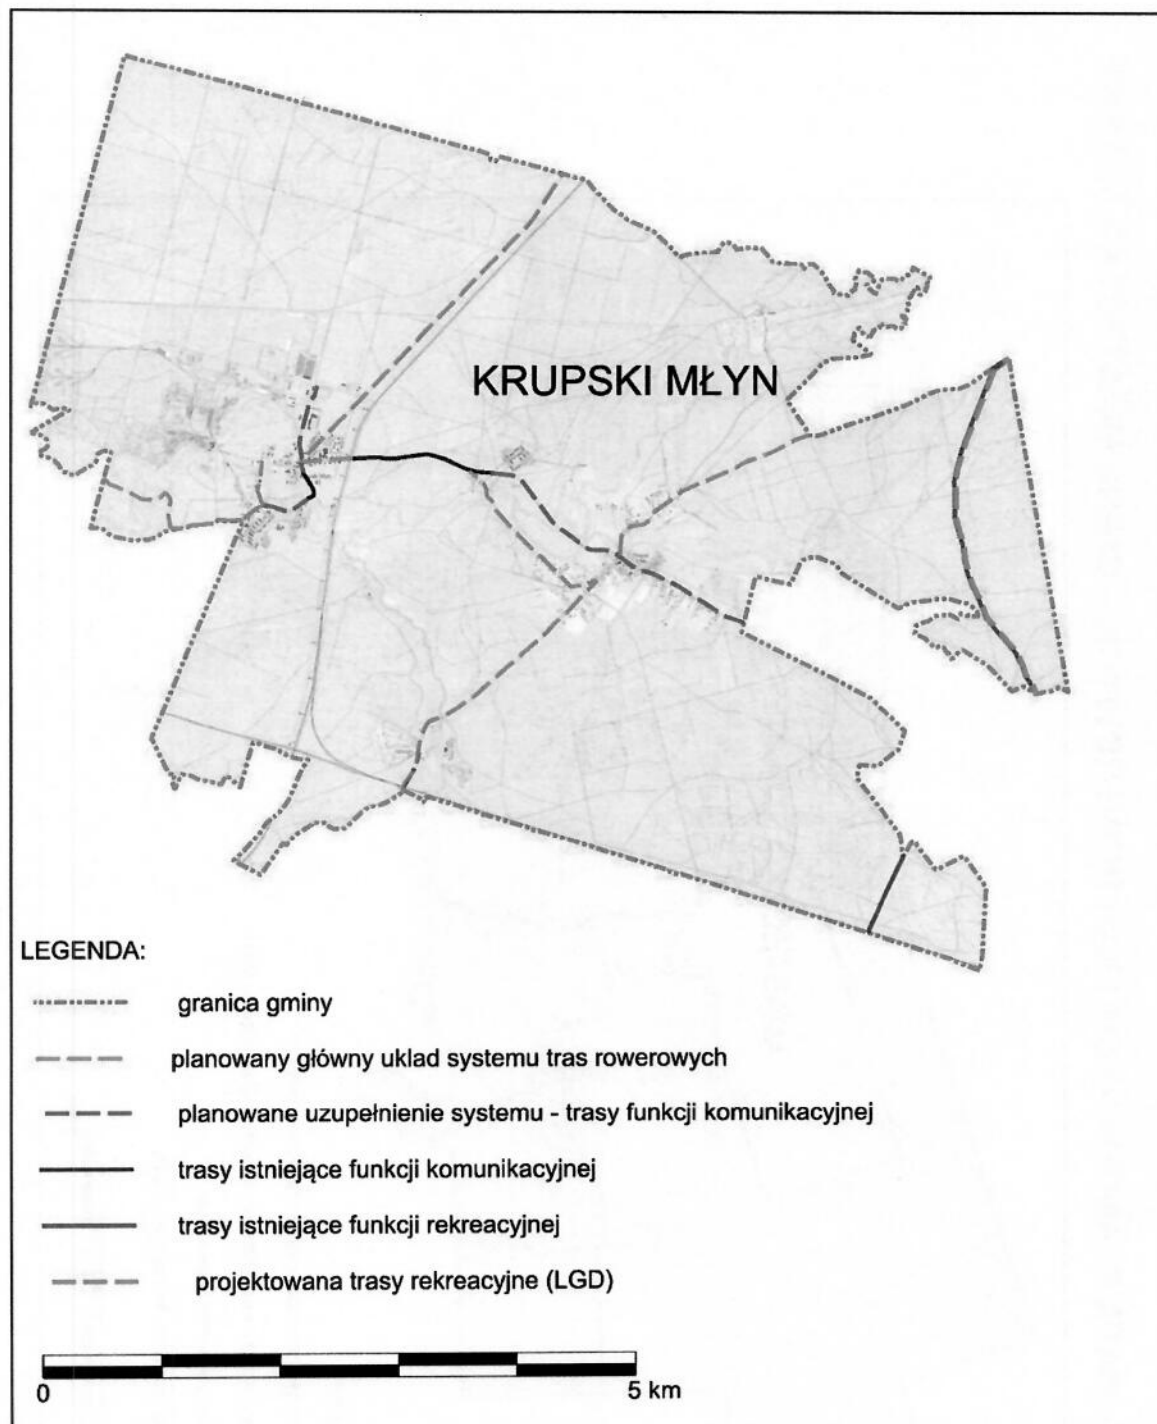 KRUPSKI MŁYN
LEGENDA:
granica gminy
planowany główny uklad systemu tras rowerowych
planowane uzupełnienie systemu - trasy funkcji komunikacyjnej
trasy istniejące funkcji komunikacyjnej
trasy istniejące funkcji rekreacyjnej
projektowana trasy rekreacyjne (LGD)
0 5 km